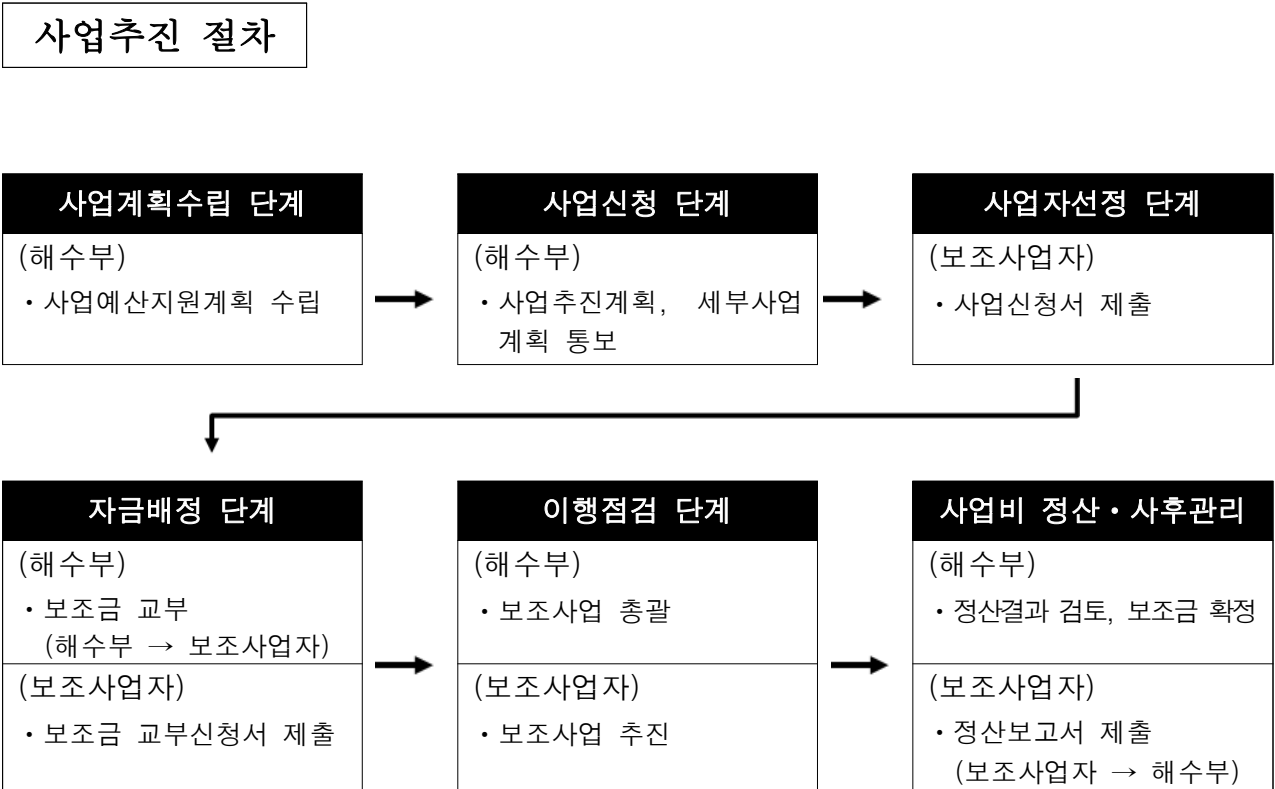 사업추진 절차
사업계획수립 단계
(해수부)
・사업예산지원계획 수립
사업신청 단계
(해수부)
・사업추진계획, 세부사업
계획 통보
사업자선정 단계
(보조사업자)
・사업신청서 제출
자금배정 단계
(해수부)
・보조금 교부
(해수부 → 보조사업자)
(보조사업자)
・보조금 교부신청서 제출
이행점검 단계
(해수부)
・보조사업 총괄
(보조사업자)
・보조사업 추진
사업비 정산・사후관리
(해수부)
・정산결과 검토, 보조금 확정
(보조사업자)
・정산보고서 제출
(보조사업자 → 해수부)